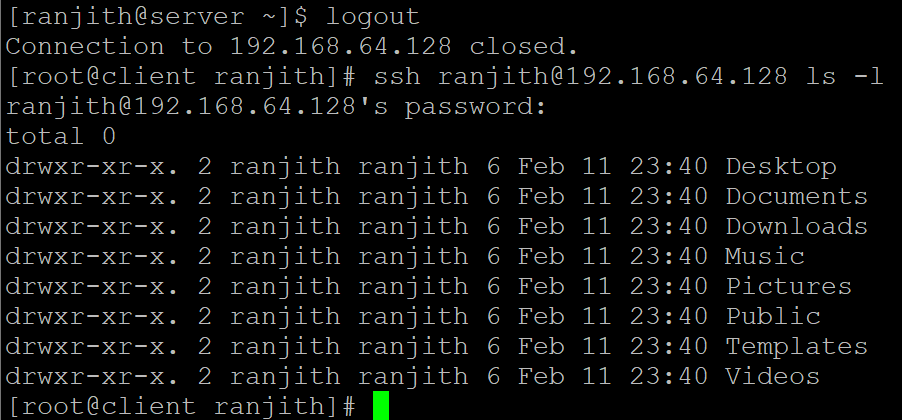 [ranjith@server ~]$ logout
Connection to 192.168.64.128 closed.
[root@client ranjith]# ssh ranjith@192.168.64.128 ls -l
ranjith@192.168.64.128's password:
total 0
drwxr-xr-x. 2 ranjith ranjith 6 Feb 11 23:40 Desktop
drwxr-xr-x. 2 ranjith ranjith 6 Feb 11 23:40 Documents
drwxr-xr-x. 2 ranjith ranjith 6 Feb 11 23:40 Downloads
drwxr-xr-x. 2 ranjith ranjith 6 Feb 11 23:40 Music
drwxr-xr-x. 2 ranjith ranjith 6 Feb 11 23:40 Pictures
drwxr-xr-x. 2 ranjith ranjith 6 Feb 11 23:40 Public
drwxr-xr-x. 2 ranjith ranjith 6 Feb 11 23:40 Templates
drwxr-xr-x. 2 ranjith ranjith 6 Feb 11 23:40 Videos
[root@client ranjith]#